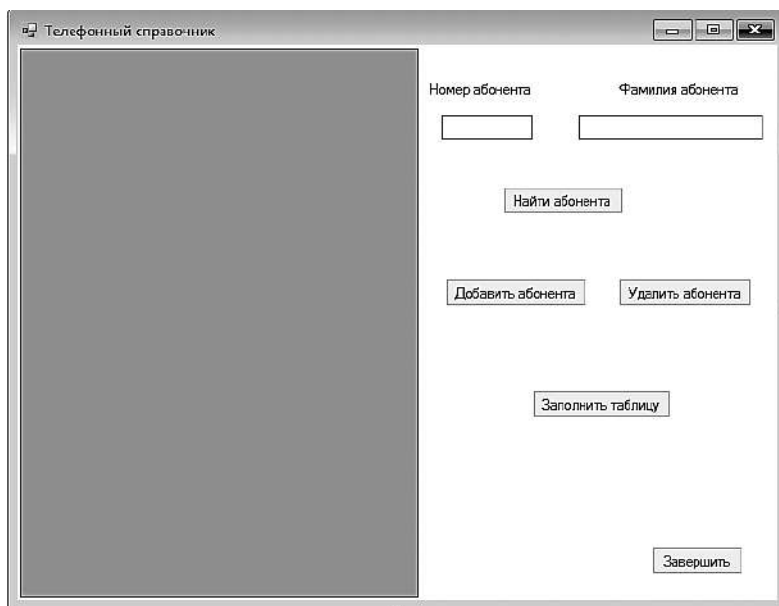 Телефонный справочник
Номер абонента Фамилия абонента
Найти абонента
Добавить абонента Удалить абонента
Заполнить таблицу
Завершить